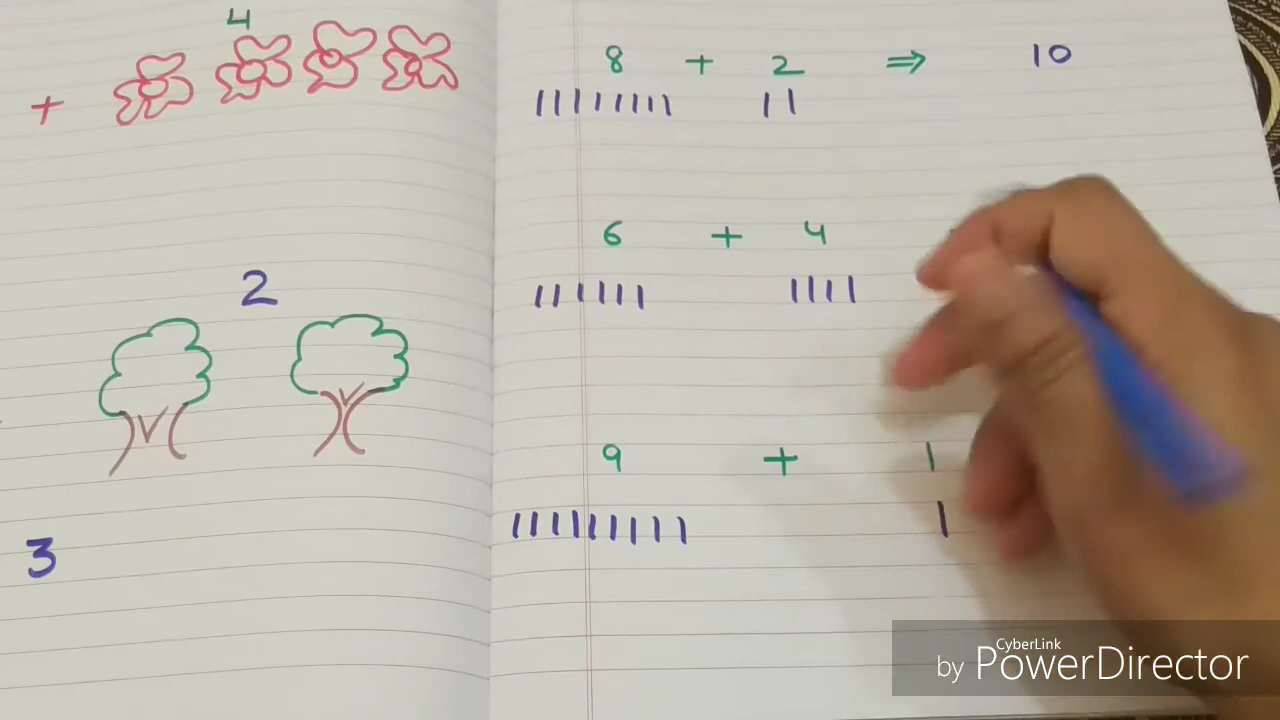 4
+
2
3
8 + 2 ⇒ 10
6 + 4
9 + 1
CyberLink
by PowerDirector